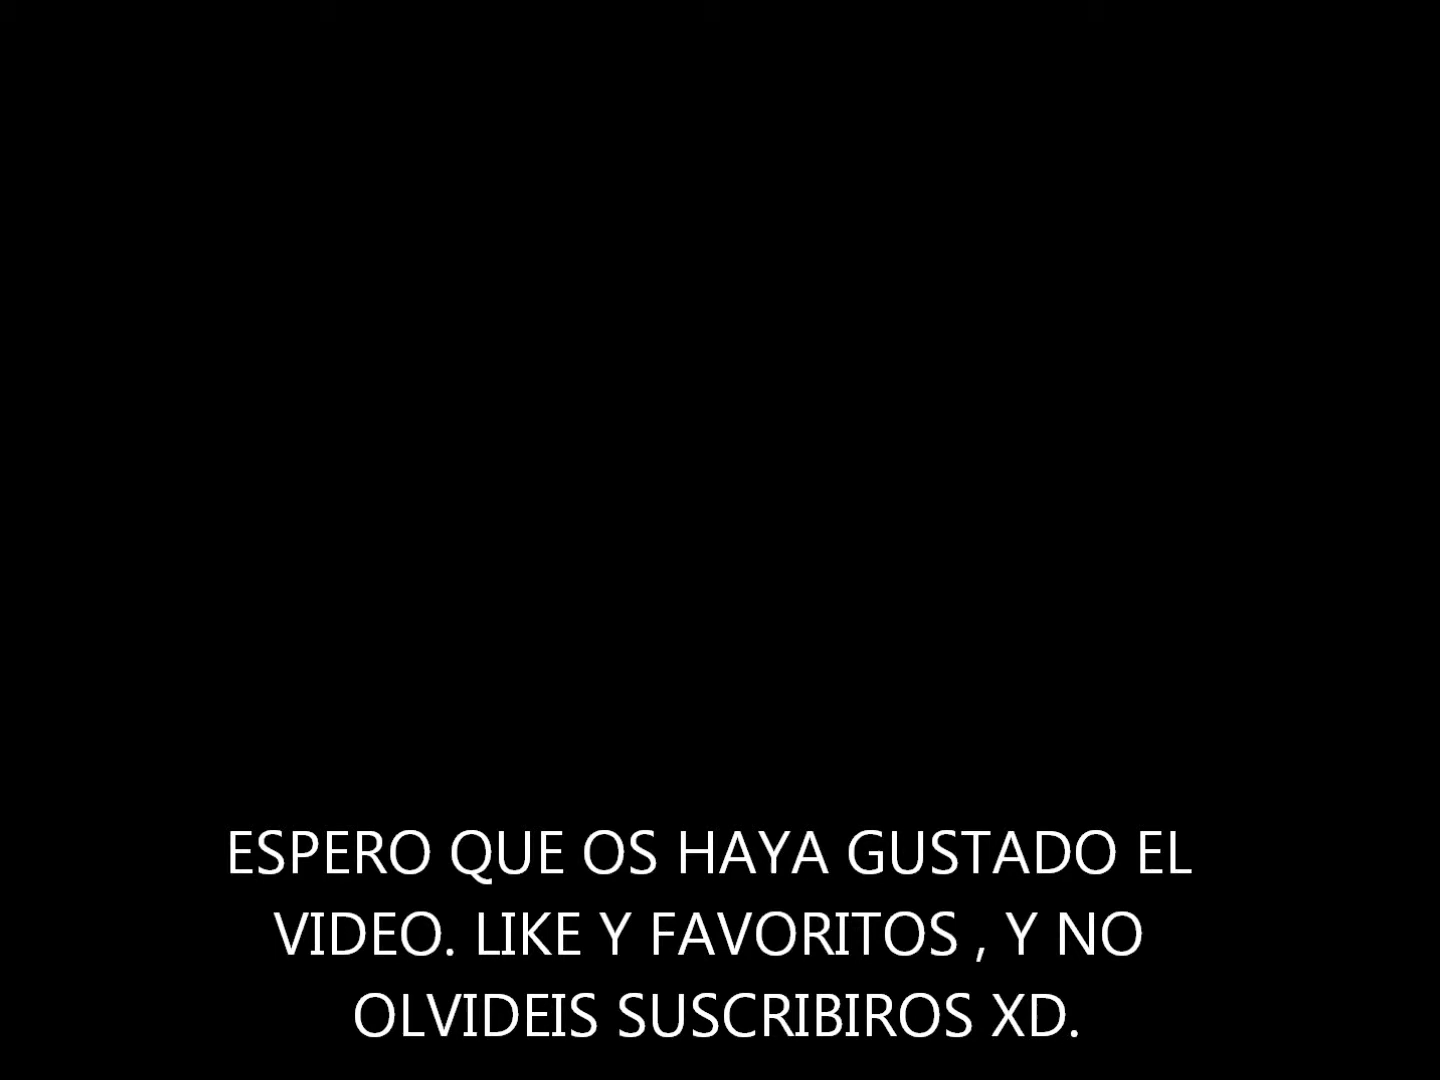 ESPERO QUE OS HAYA GUSTADO EL
VIDEO. LIKE Y FAVORITOS , Y NO
OLVIDEIS SUSCRIBIROS XD.